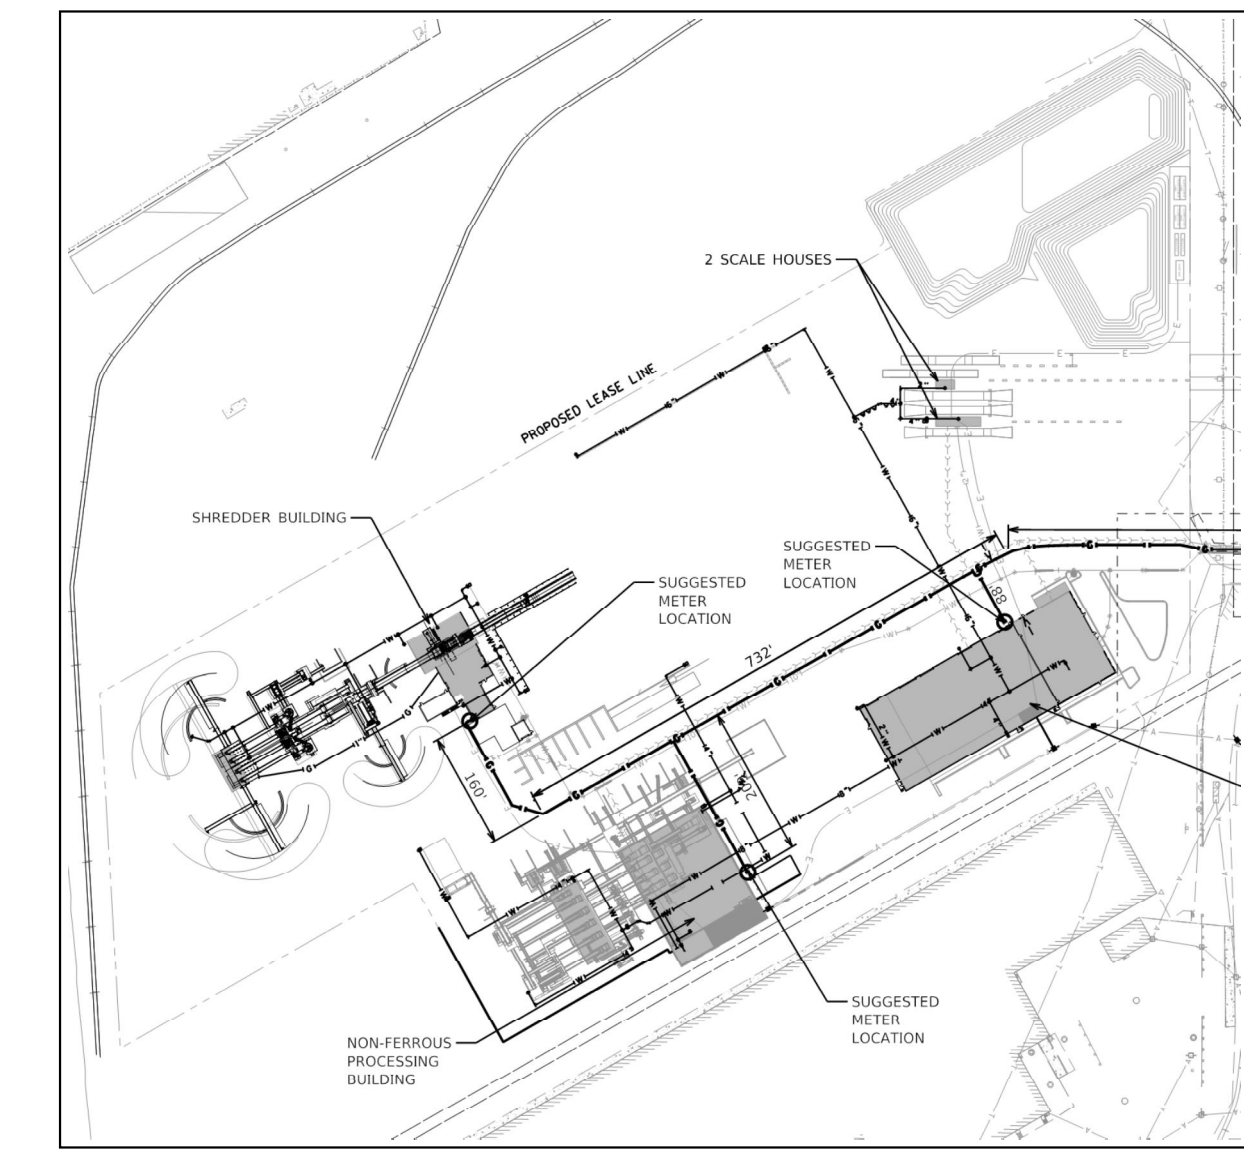 2 SCALE HOUSES
PROPOSED LEASE LINE
SHREDDER BUILDING
SUGGESTED
METER
LOCATION
SUGGESTED
METER
LOCATION
88'
732'
160'
2"
SUGGESTED
METER
LOCATION
NON-FERROUS
PROCESSING
BUILDING